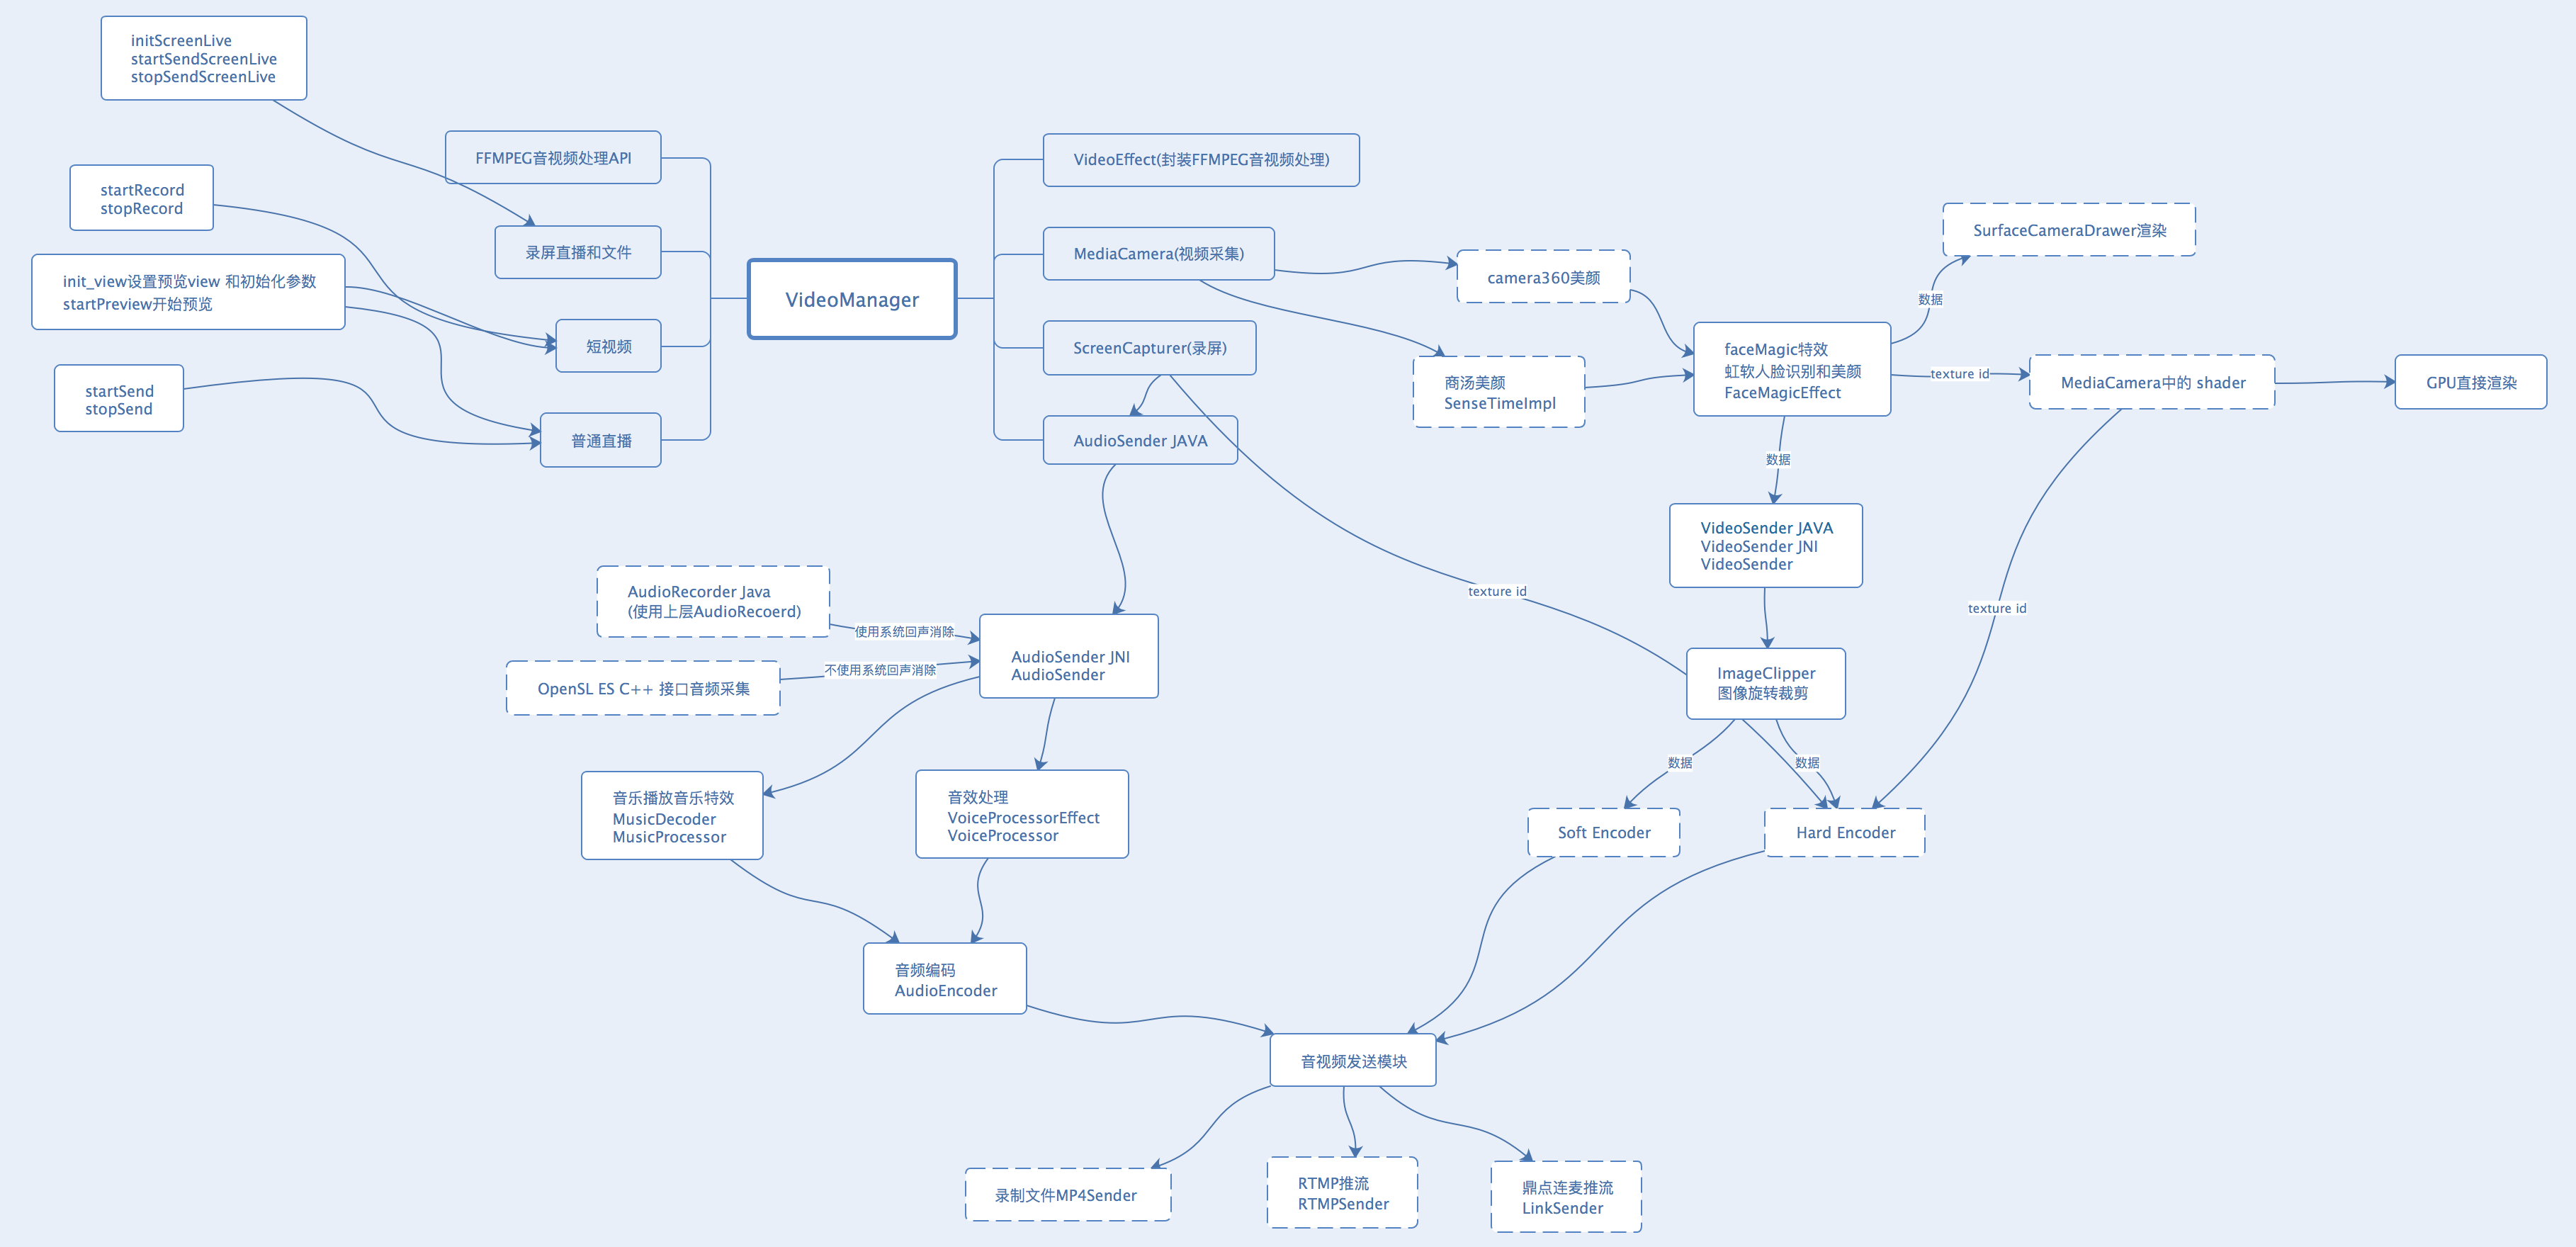 initScreenLive
startSendScreenLive
stopSendScreenLive
FFMPEG音视频处理API
startRecord
stopRecord
录屏直播和文件
init_view设置预览view 和初始化参数
startPreview开始预览
短视频
startSend
stopSend
普通直播
VideoManager
VideoEffect(封装FFMPEG音视频处理)
MediaCamera(视频采集)
ScreenCapturer(录屏)
AudioSender JAVA
camera360美颜
商汤美颜
SenseTimeImpl
faceMagic特效
虹软人脸识别和美颜
FaceMagicEffect
数据
SurfaceCameraDrawer渲染
texture id
MediaCamera中的 shader
GPU直接渲染
数据
VideoSender JAVA
VideoSender JNI
VideoSender
texture id
texture id
ImageClipper
图像旋转裁剪
数据
数据
Soft Encoder
Hard Encoder
AudioRecorder Java
(使用上层AudioRecoerd)
使用系统回声消除
OpenSL ES C++ 接口音频采集
不使用系统回声消除
AudioSender JNI
AudioSender
音乐播放音乐特效
MusicDecoder
MusicProcessor
音效处理
VoiceProcessorEffect
VoiceProcessor
音频编码
AudioEncoder
音视频发送模块
录制文件MP4Sender
RTMP推流
RTMPSender
鼎点连麦推流
LinkSender